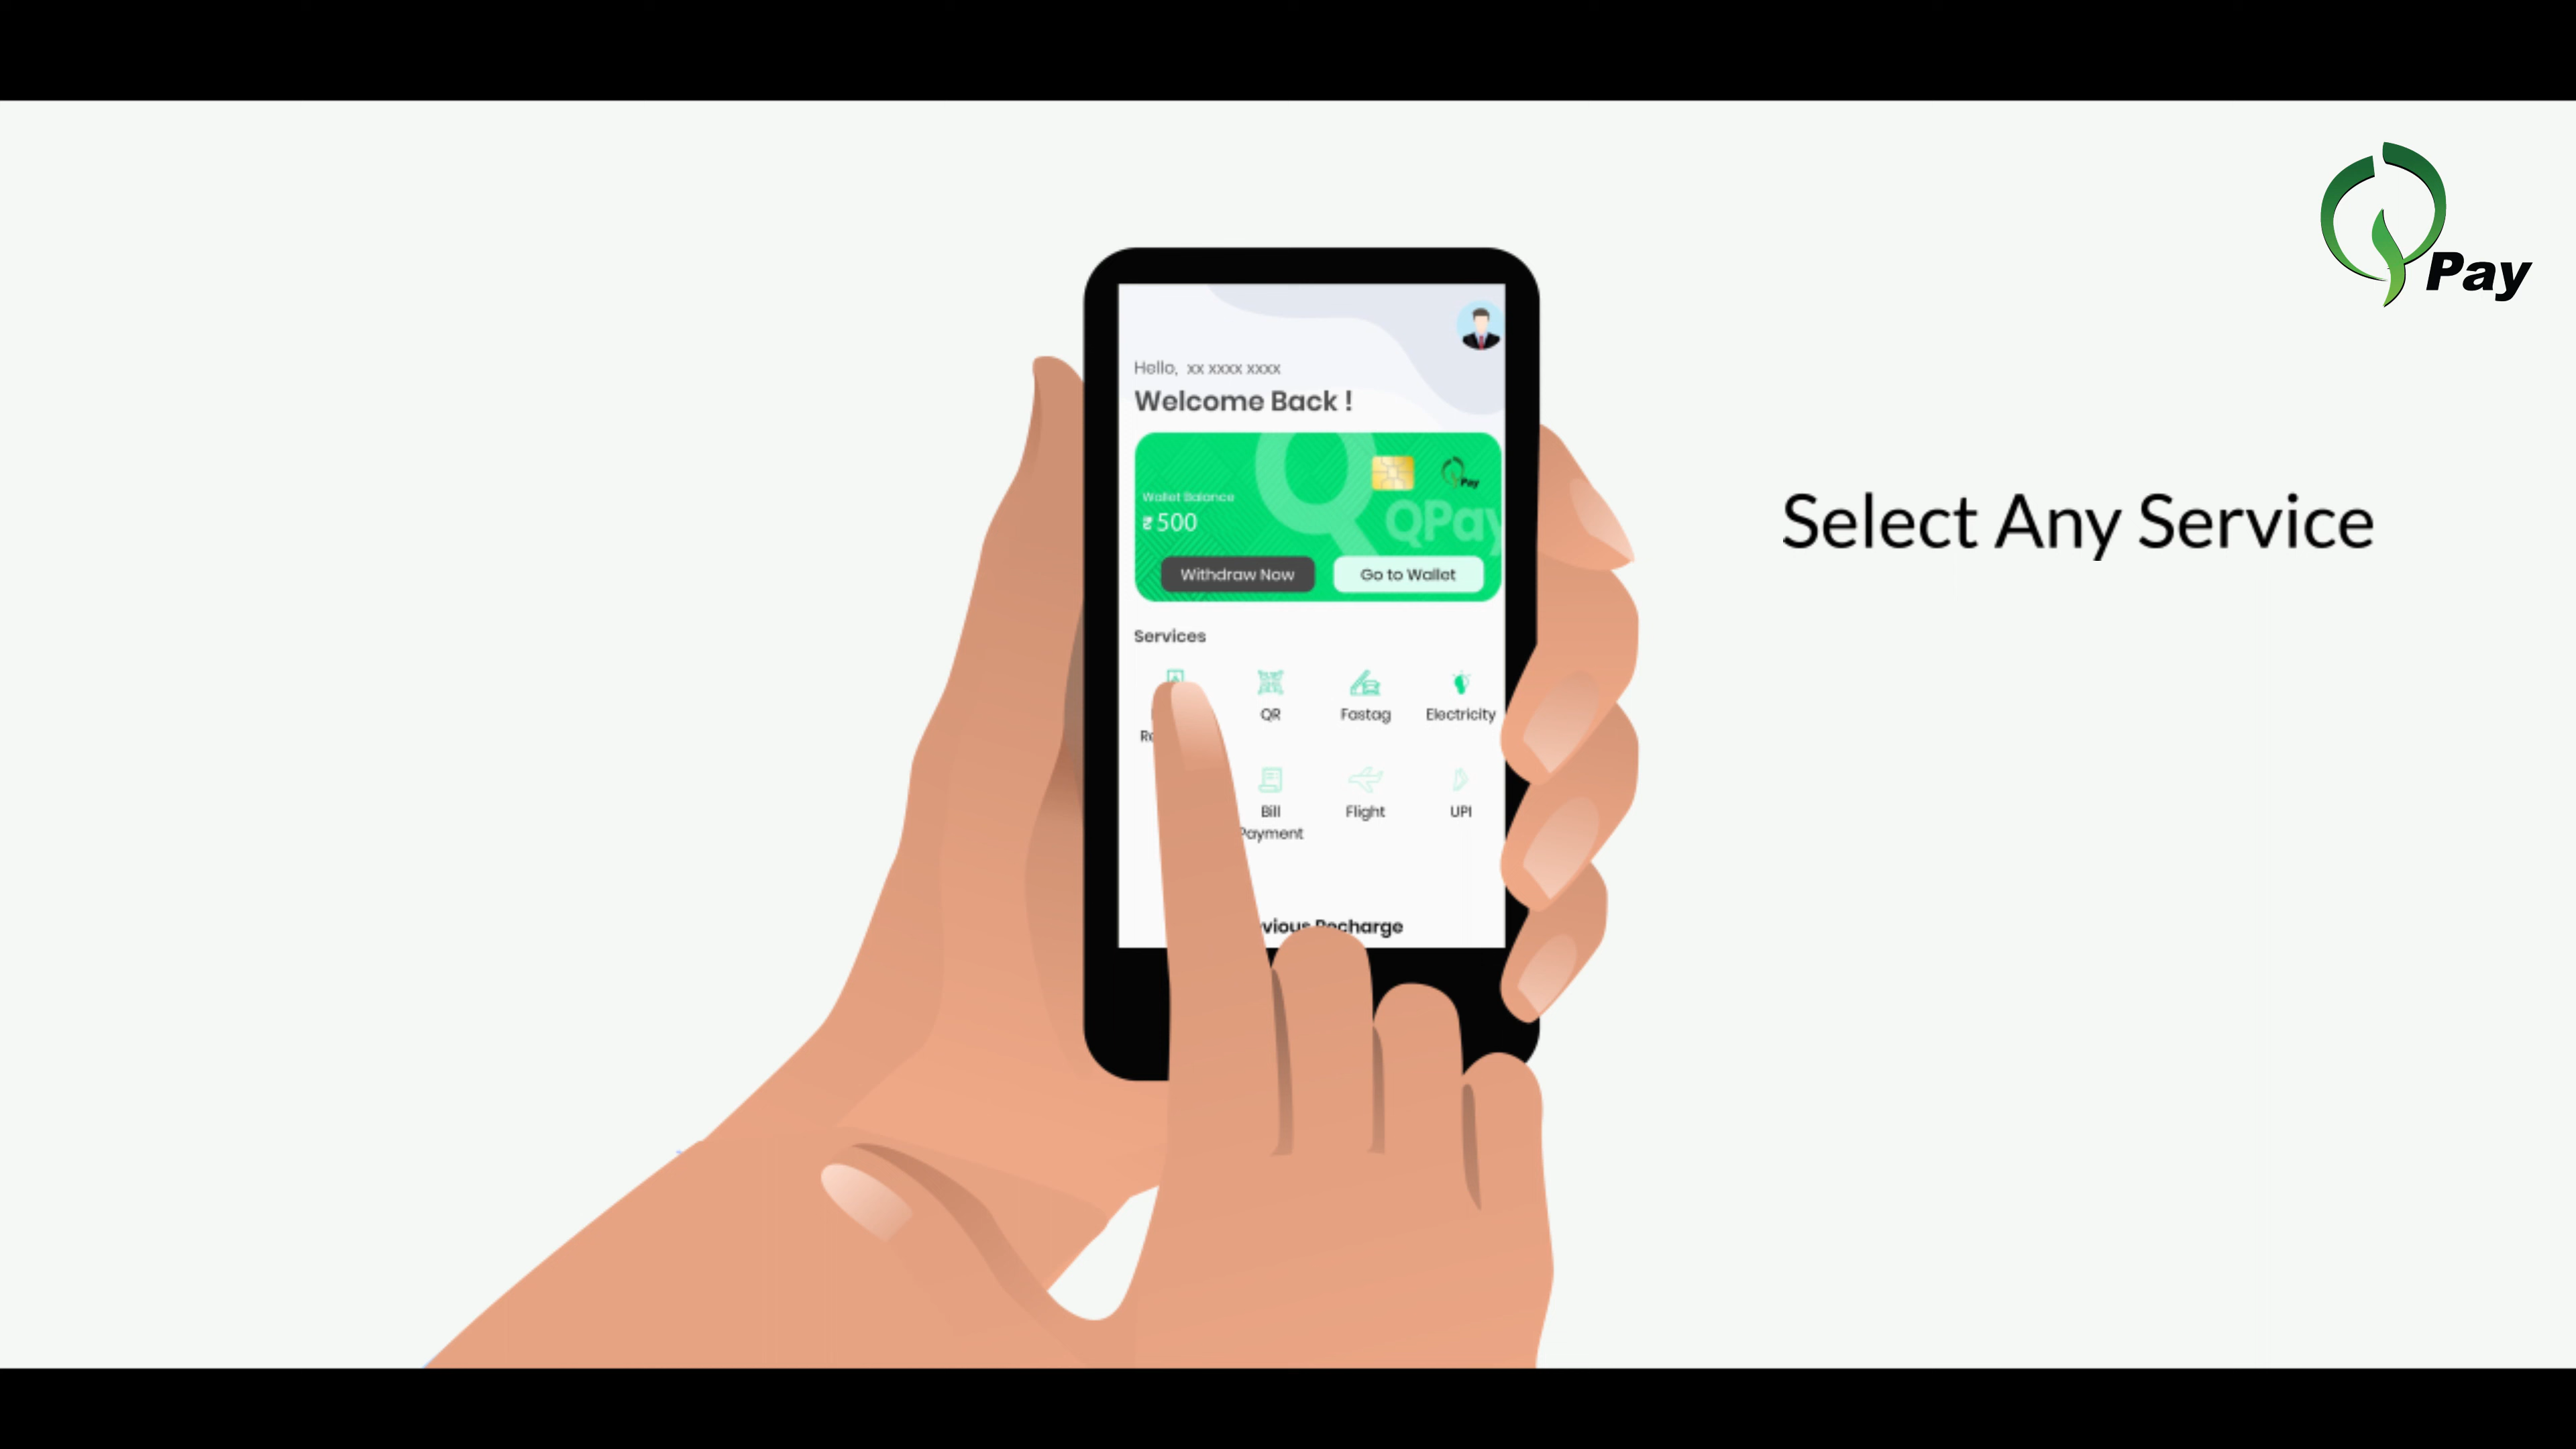 Pay
Hello, xx xxxx xxxx
Welcome Back !
Pay
Wallet Balance
₹ 500
QPay
Withdraw Now
Go to Wallet
Select Any Service
Services
QR
Fastag
Electricity
Bill
Payment
Flight
UPI